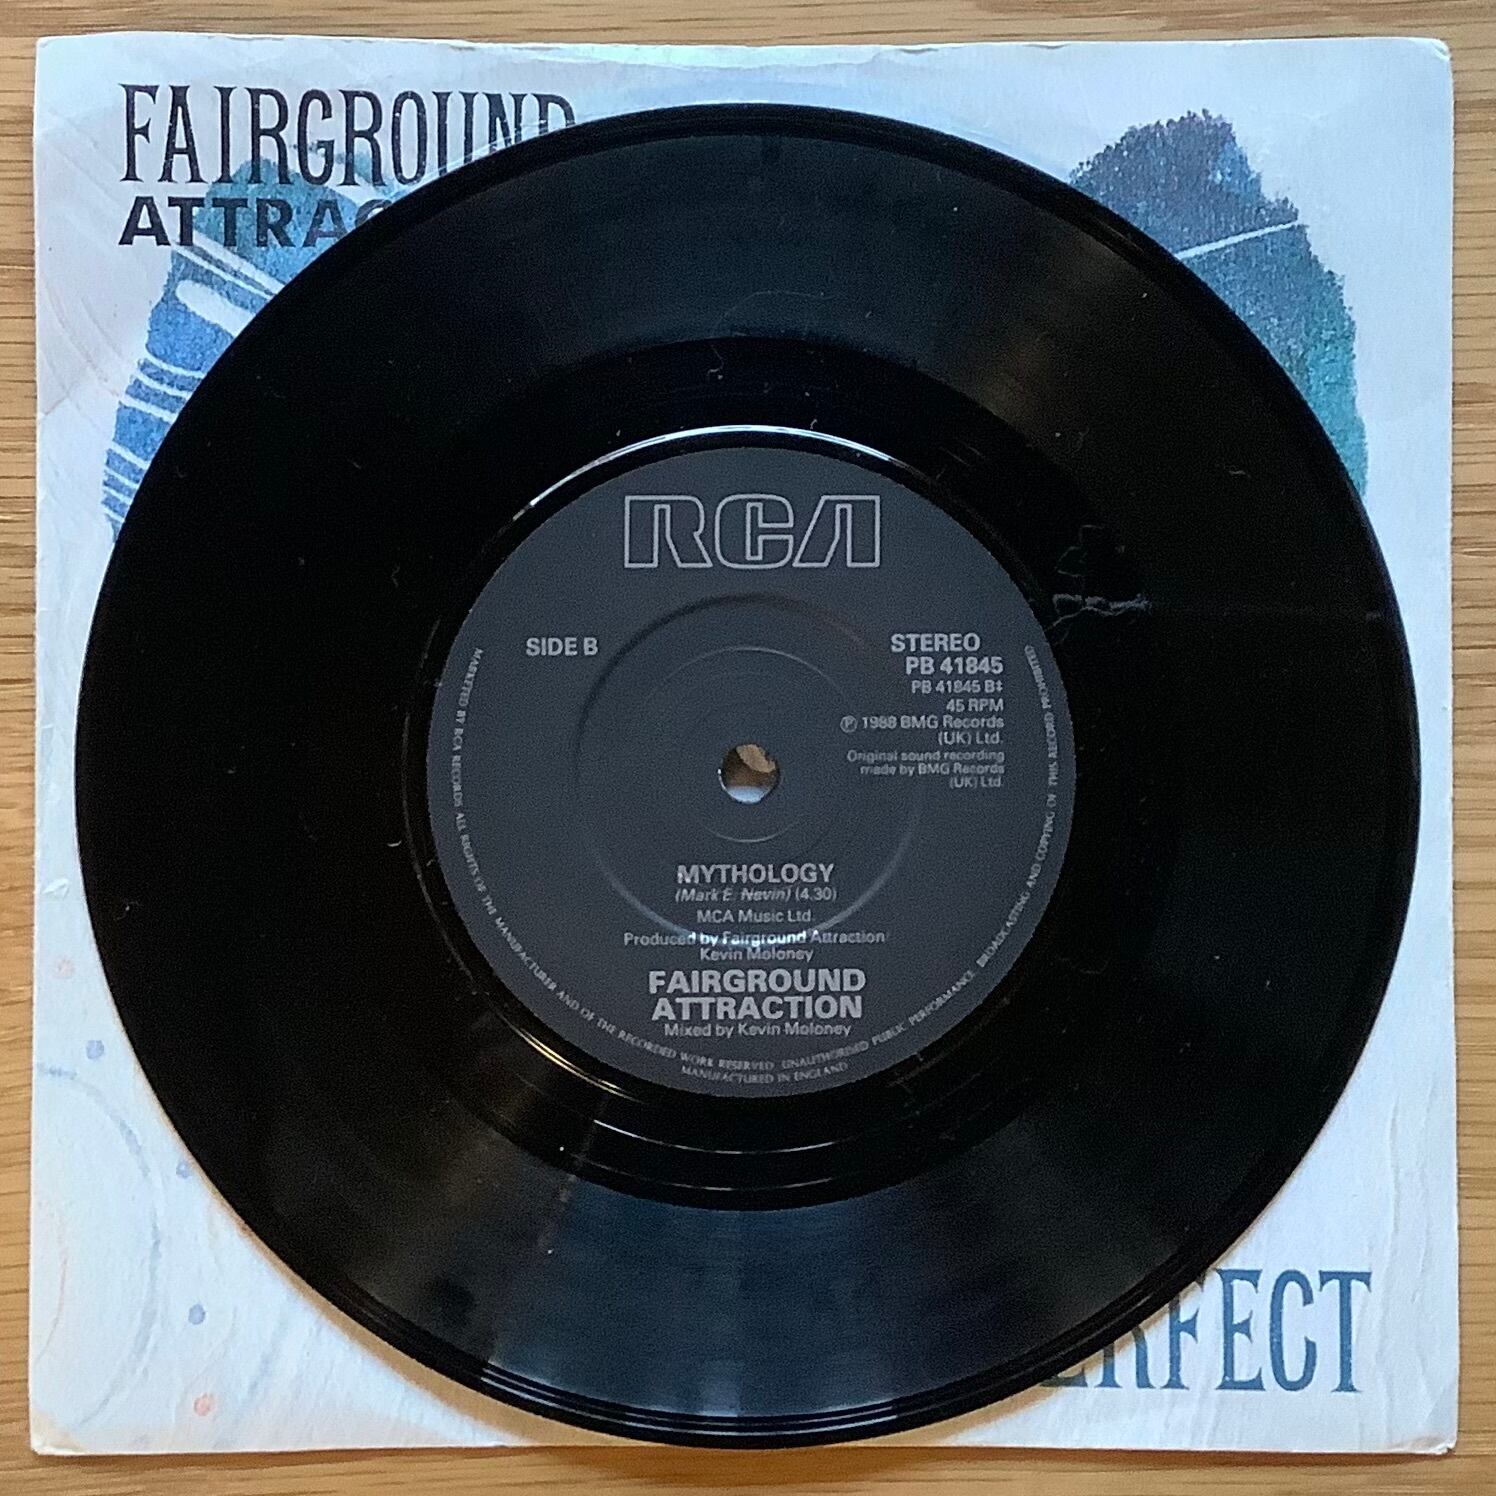 FAIRGROUND
ATTRAC
RCA
SIDE B
STEREO
PB 41845
PB 41845 B‡
45 RPM
℗ 1988 BMG Records
(UK) Ltd.
Original sound recording
made by BMG Records
(UK) Ltd.
MYTHOLOGY
(Mark E. Nevin) (4.30)
MCA Music Ltd.
Produced by Fairground Attraction
Kevin Moloney
FAIRGROUND
ATTRACTION
Mixed by Kevin Moloney
MARKETED BY RCA RECORDS. ALL RIGHTS OF THE MANUFACTURER AND OF THE RECORDED WORK RESERVED. UNAUTHORISED PUBLIC PERFORMANCE, BROADCASTING AND COPYING OF THIS RECORD PROHIBITED.
MANUFACTURED IN ENGLAND
ERFECT